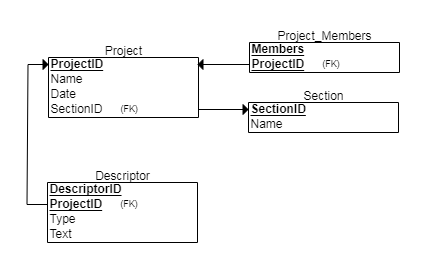 Project
ProjectID
Name
Date
SectionID (FK)
Project_Members
Members
ProjectID (FK)
Section
SectionID
Name
Descriptor
DescriptorID
ProjectID (FK)
Type
Text